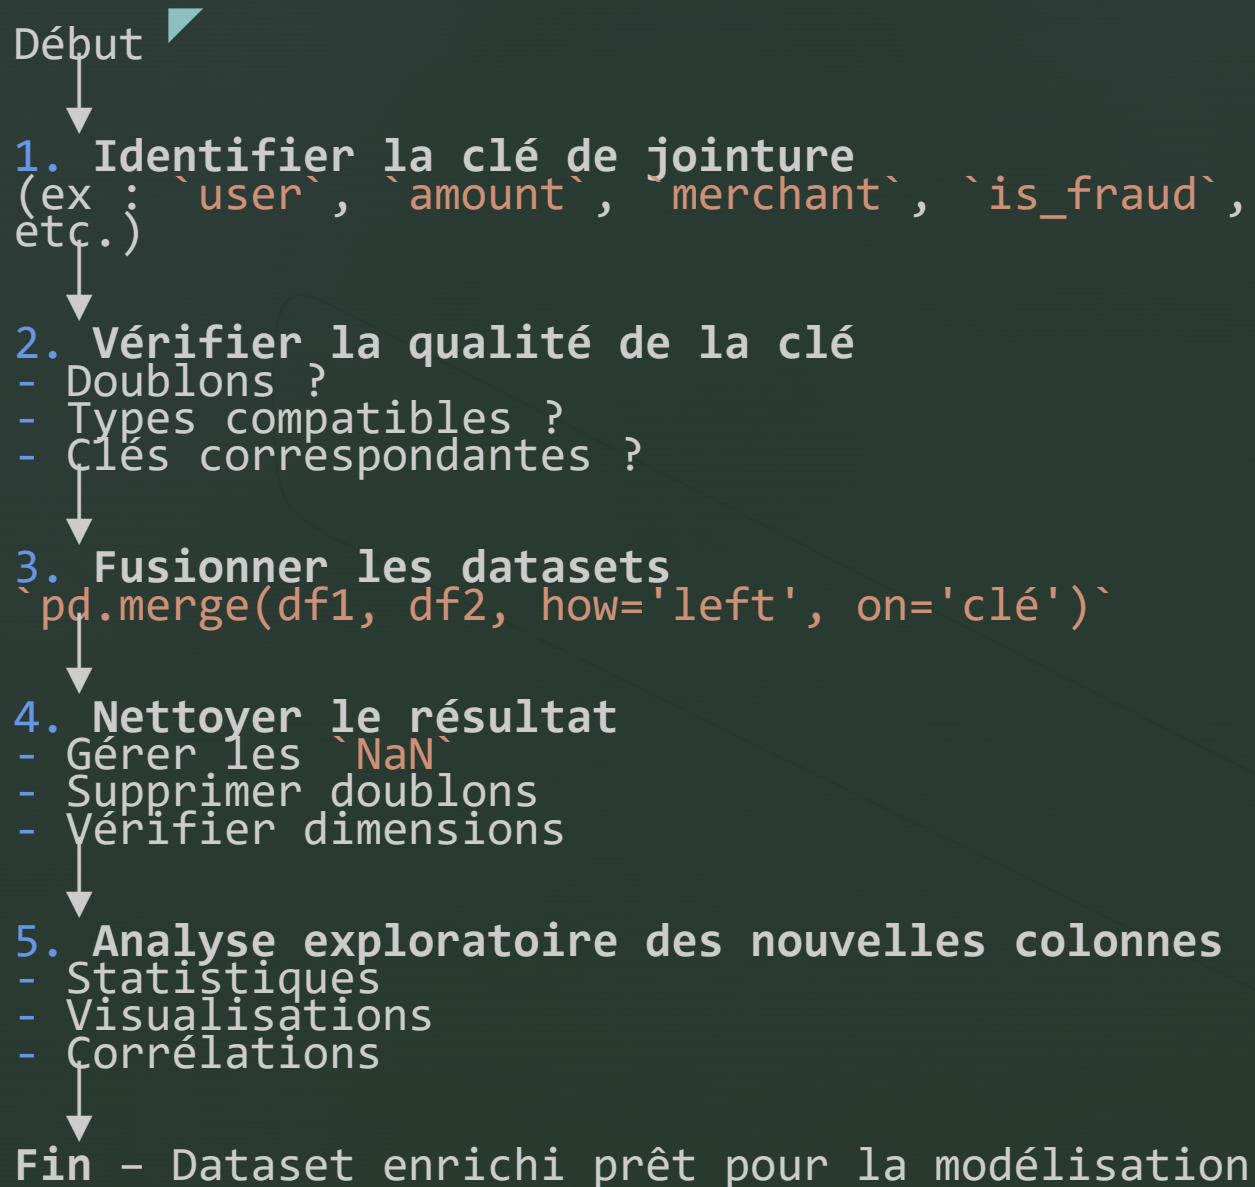 Début
1. Identifier la clé de jointure
(ex : `user`, `amount`, `merchant`, `is_fraud`,
etc.)
2. Vérifier la qualité de la clé
- Doublons ?
- Types compatibles ?
- Clés correspondantes ?
3. Fusionner les datasets
`pd.merge(df1, df2, how='left', on='clé')`
4. Nettoyer le résultat
- Gérer les `NaN`
- Supprimer doublons
- Vérifier dimensions
5. Analyse exploratoire des nouvelles colonnes
- Statistiques
- Visualisations
- Corrélations
Fin – Dataset enrichi prêt pour la modélisation